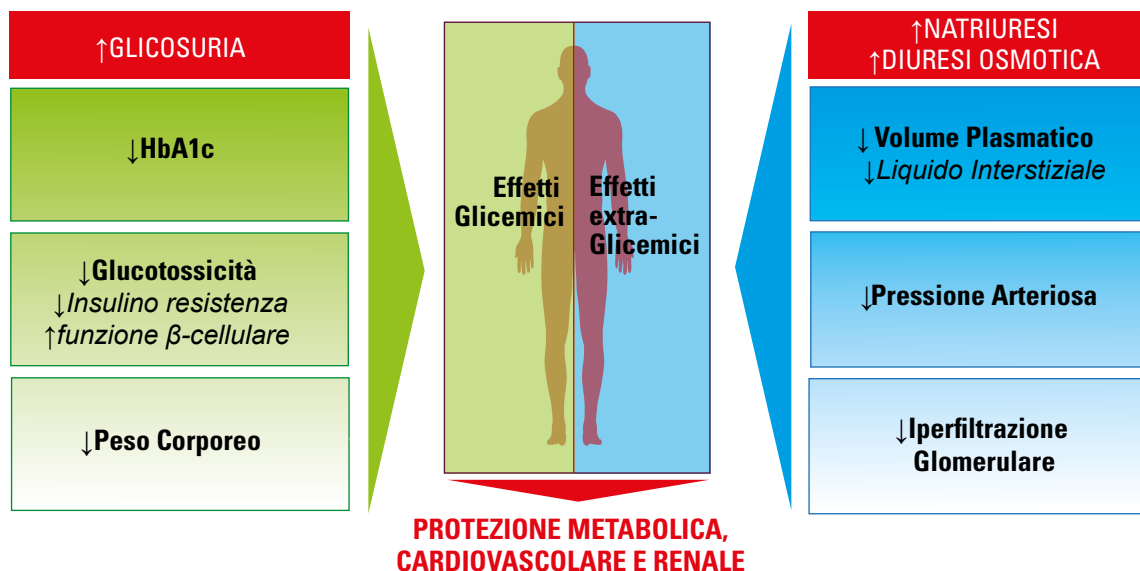 ↑GLICOSURIA
↓HbA1c
↓Glucotossicità
↓Insulino resistenza
↑funzione β-cellulare
↓Peso Corporeo
Effetti
Glicemici
Effetti
extra-
Glicemici
PROTEZIONE METABOLICA,
CARDIOVASCOLARE E RENALE
↑NATRIURESI
↑DIURESI OSMOTICA
↓Volume Plasmatico
↓Liquido Interstiziale
↓Pressione Arteriosa
↓Iperfiltrazione
Glomerulare